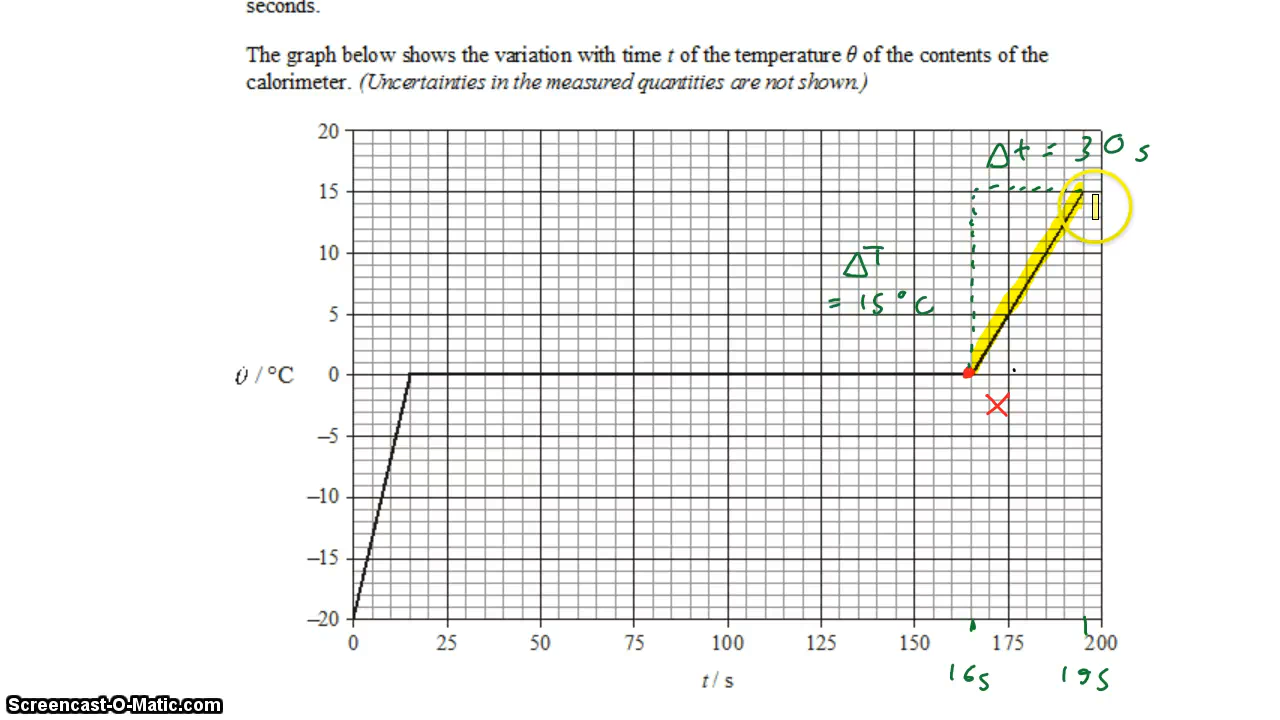 seconds.
The graph below shows the variation with time t of the temperature θ of the contents of the
calorimeter. (Uncertainties in the measured quantities are not shown.)
20
Δt = 30s
15
10
ΔT
= 15°C
5
θ / °C
0
X
–5
–10
–15
–20
0 25 50 75 100 125 150 175 200
165 195
t / s
Screencast-O-Matic.com